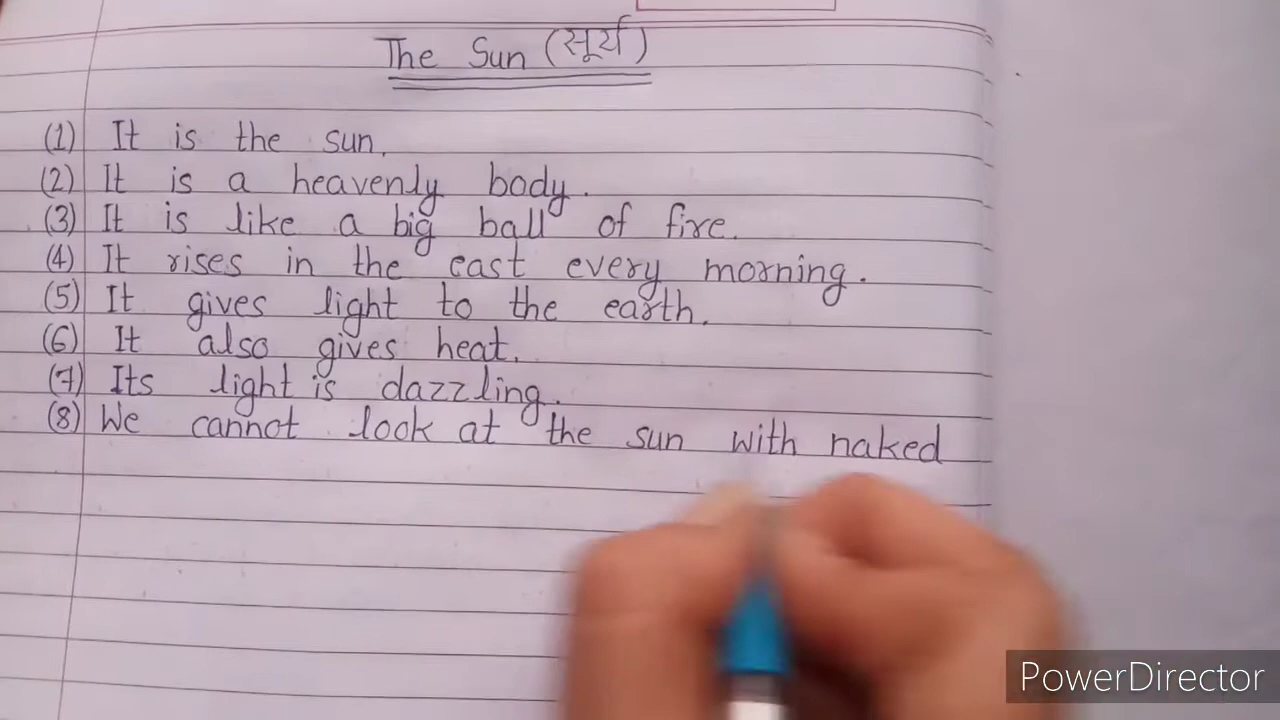 The Sun (सूर्य)
(1) It is the sun.
(2) It is a heavenly body.
(3) It is like a big ball of fire.
(4) It rises in the east every morning.
(5) It gives light to the earth.
(6) It also gives heat.
(7) Its light is dazzling.
(8) We cannot look at the sun with naked
PowerDirector